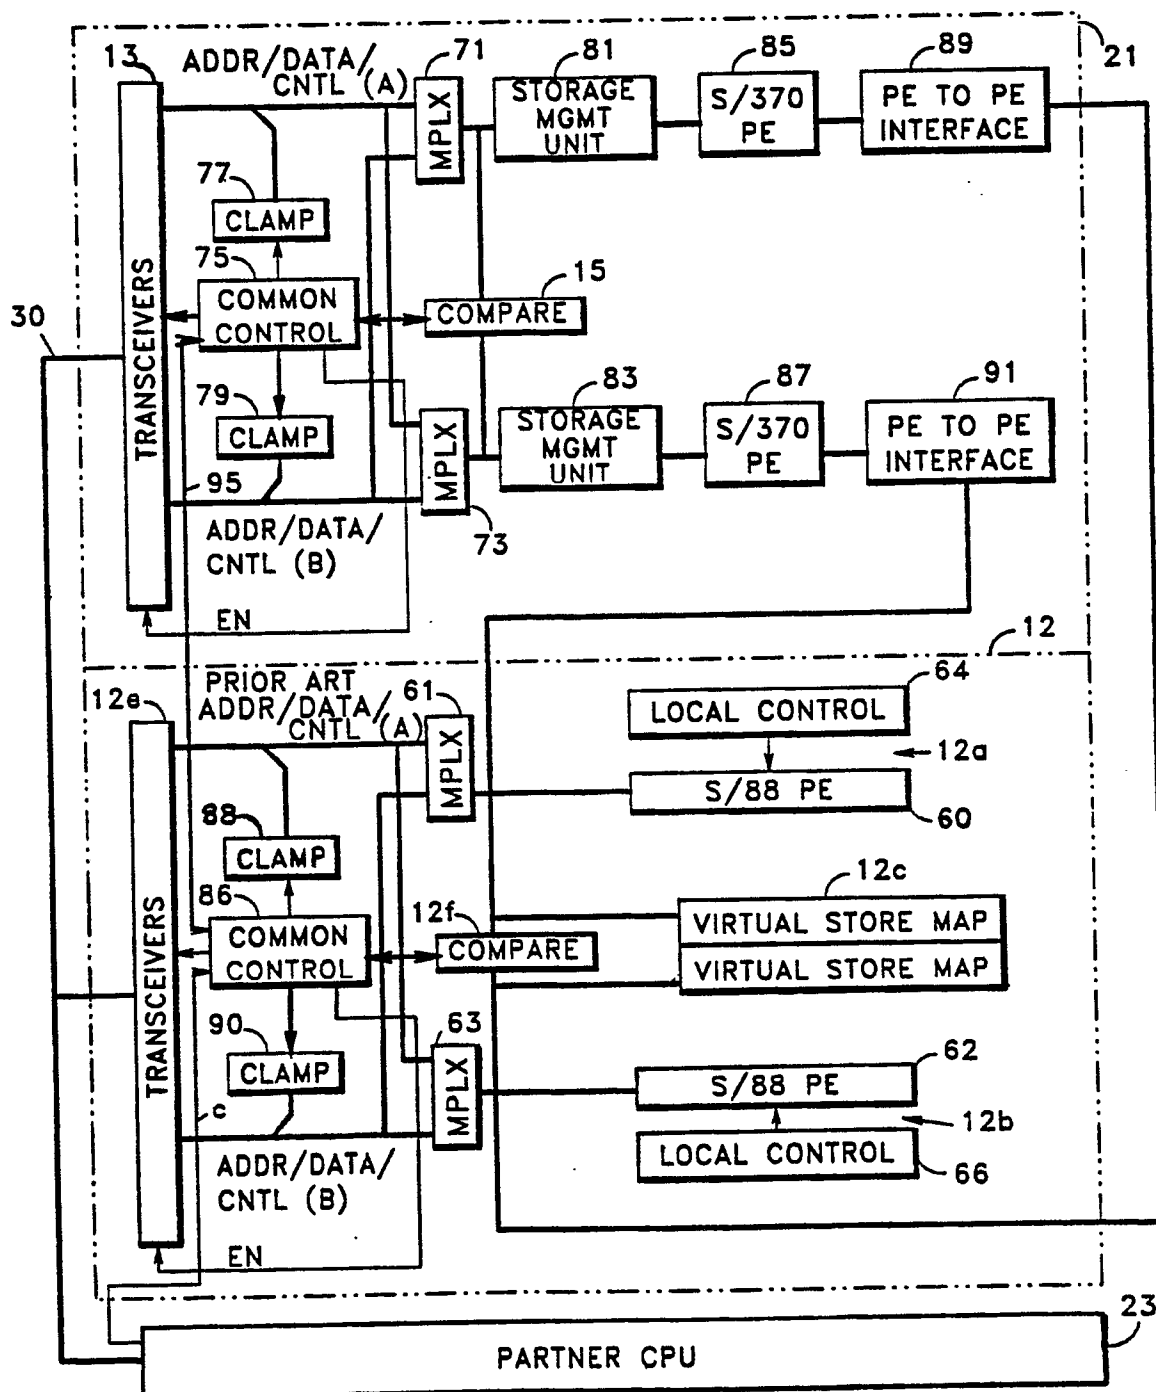 13
ADDR/DATA/
CNTL (A)
71
81
85
89
21
MPLX
STORAGE
MGMT
UNIT
S/370
PE
PE TO PE
INTERFACE
77
CLAMP
TRANSCEIVERS
75
COMMON
CONTROL
15
COMPARE
30
79
CLAMP
83
87
91
MPLX
STORAGE
MGMT
UNIT
S/370
PE
PE TO PE
INTERFACE
95
73
ADDR/DATA/
CNTL (B)
EN
12
12e
PRIOR ART
ADDR/DATA/
CNTL (A)
61
64
MPLX
LOCAL CONTROL
12a
S/88 PE
60
88
CLAMP
TRANSCEIVERS
86
COMMON
CONTROL
12f
COMPARE
12c
VIRTUAL STORE MAP
VIRTUAL STORE MAP
90
CLAMP
63
MPLX
62
S/88 PE
c
12b
LOCAL CONTROL
66
ADDR/DATA/
CNTL (B)
EN
23
PARTNER CPU